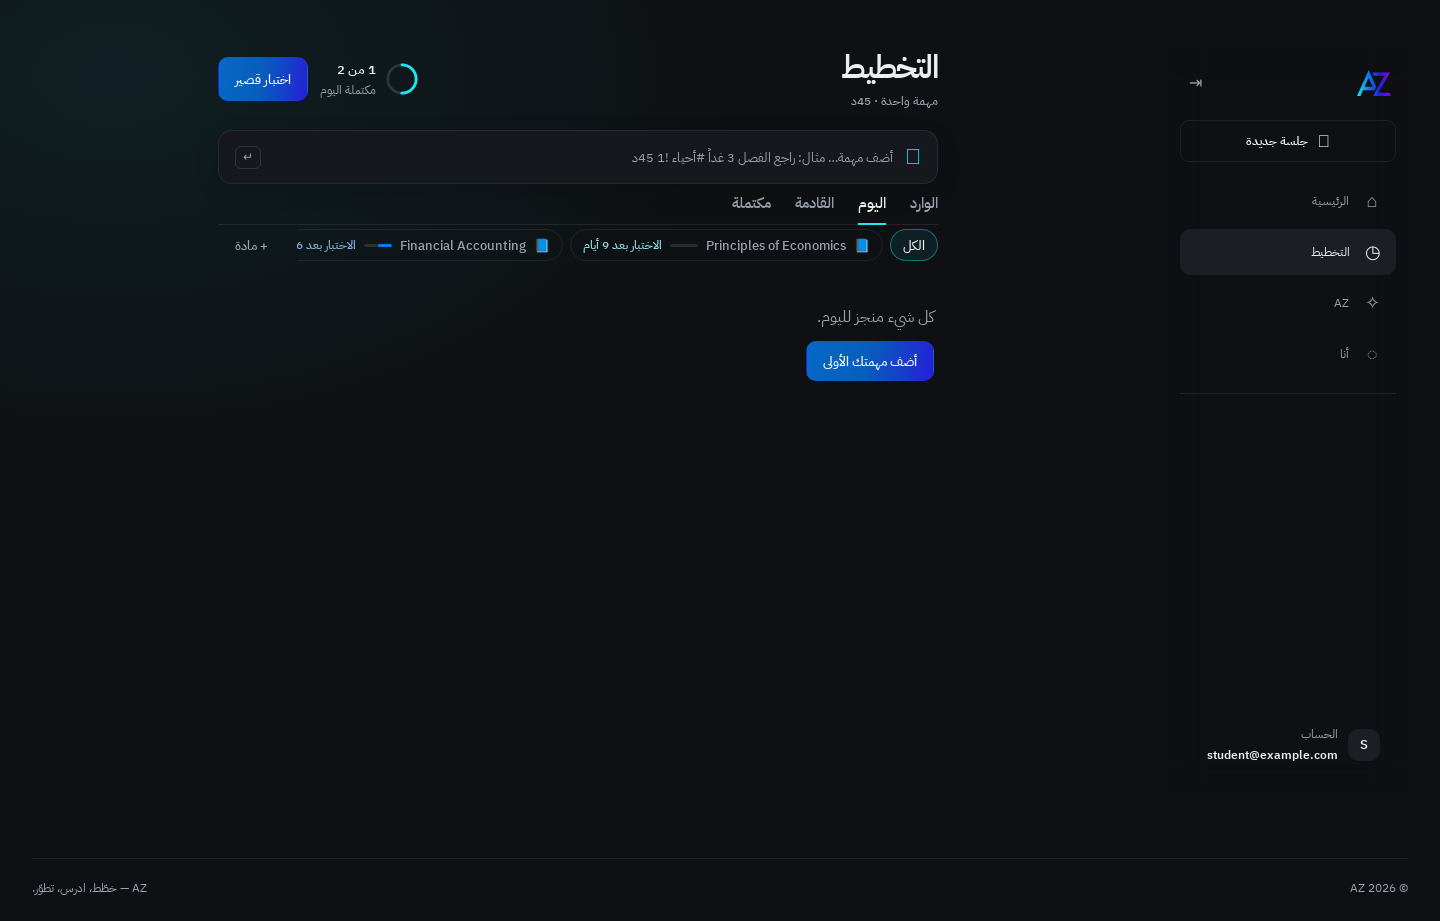 AZ
جلسة جديدة
الرئيسية
التخطيط
AZ
أنا
الحساب
S
student@example.com
التخطيط
مهمة واحدة · 45د
1 من 2
مكتملة اليوم
اختبار قصير
أضف مهمة... مثال: راجع الفصل 3 غداً #أحياء !1 45د
الوارد
اليوم
القادمة
مكتملة
الكل
Principles of Economics
الاختبار بعد 9 أيام
Financial Accounting
الاختبار بعد 6
+ مادة
كل شيء منجز لليوم.
أضف مهمتك الأولى
© 2026 AZ
AZ — خطّط، ادرس، تطوّر.